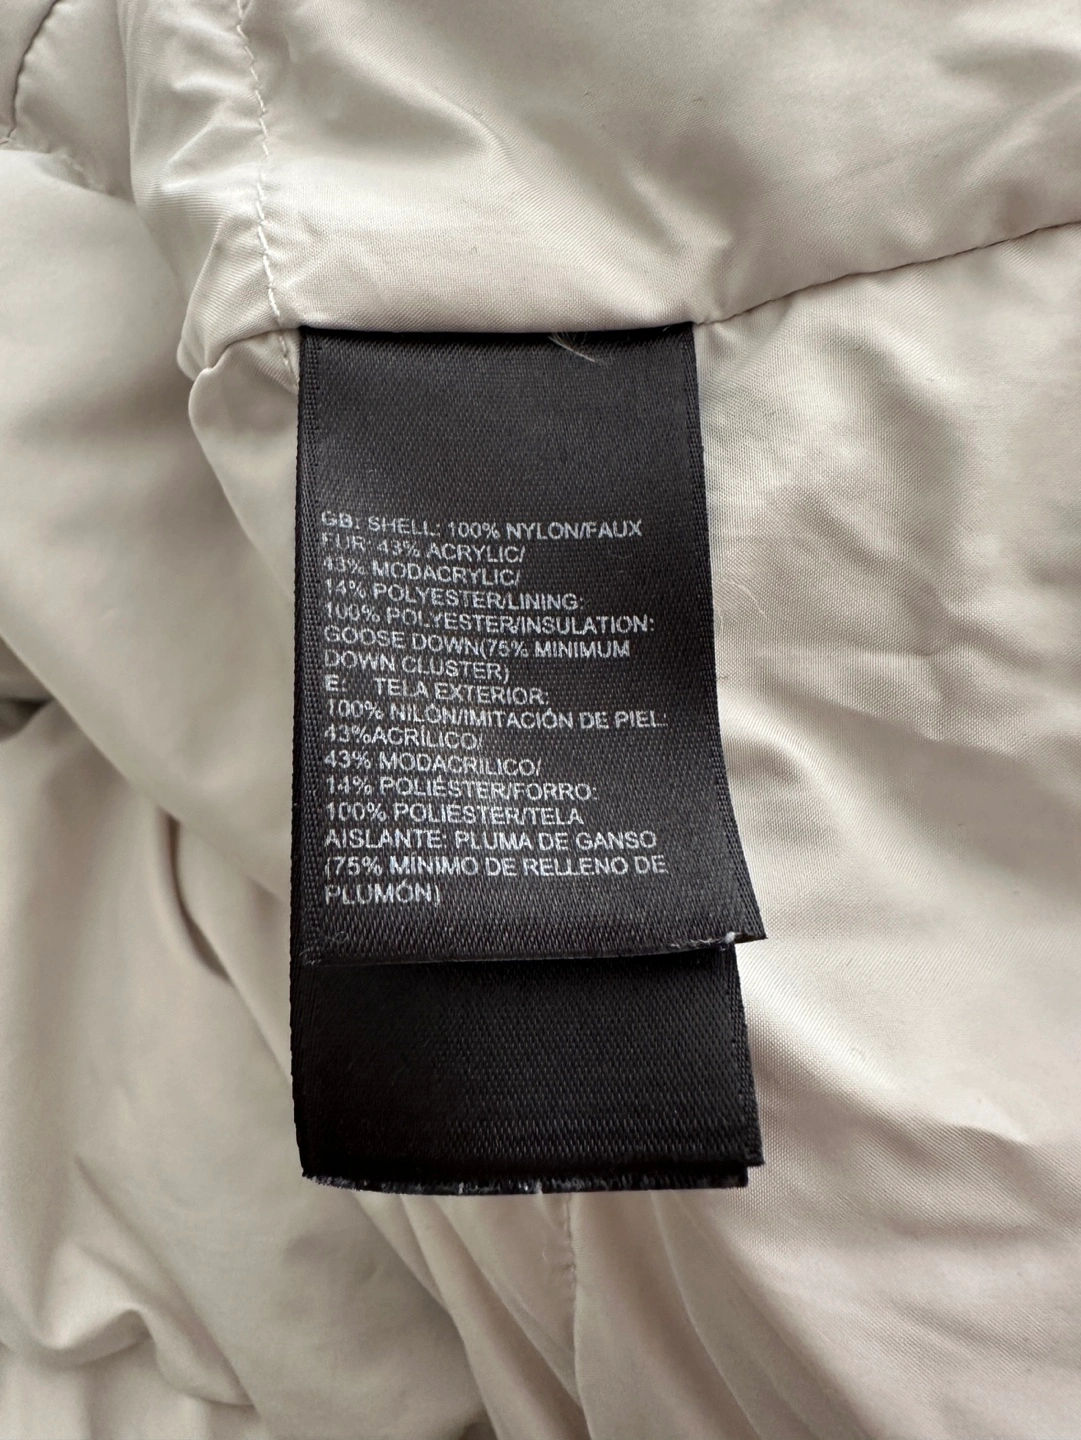 GB: SHELL: 100% NYLON/FAUX
FUR: 43% ACRYLIC/
43% MODACRYLIC/
14% POLYESTER/LINING:
100% POLYESTER/INSULATION:
GOOSE DOWN(75% MINIMUM
DOWN CLUSTER)
E: TELA EXTERIOR:
100% NILÓN/IMITACIÓN DE PIEL:
43%ACRÍLICO/
43% MODACRÍLICO/
14% POLIÉSTER/FORRO:
100% POLIÉSTER/TELA
AISLANTE: PLUMA DE GANSO
(75% MÍNIMO DE RELLENO DE
PLUMÓN)